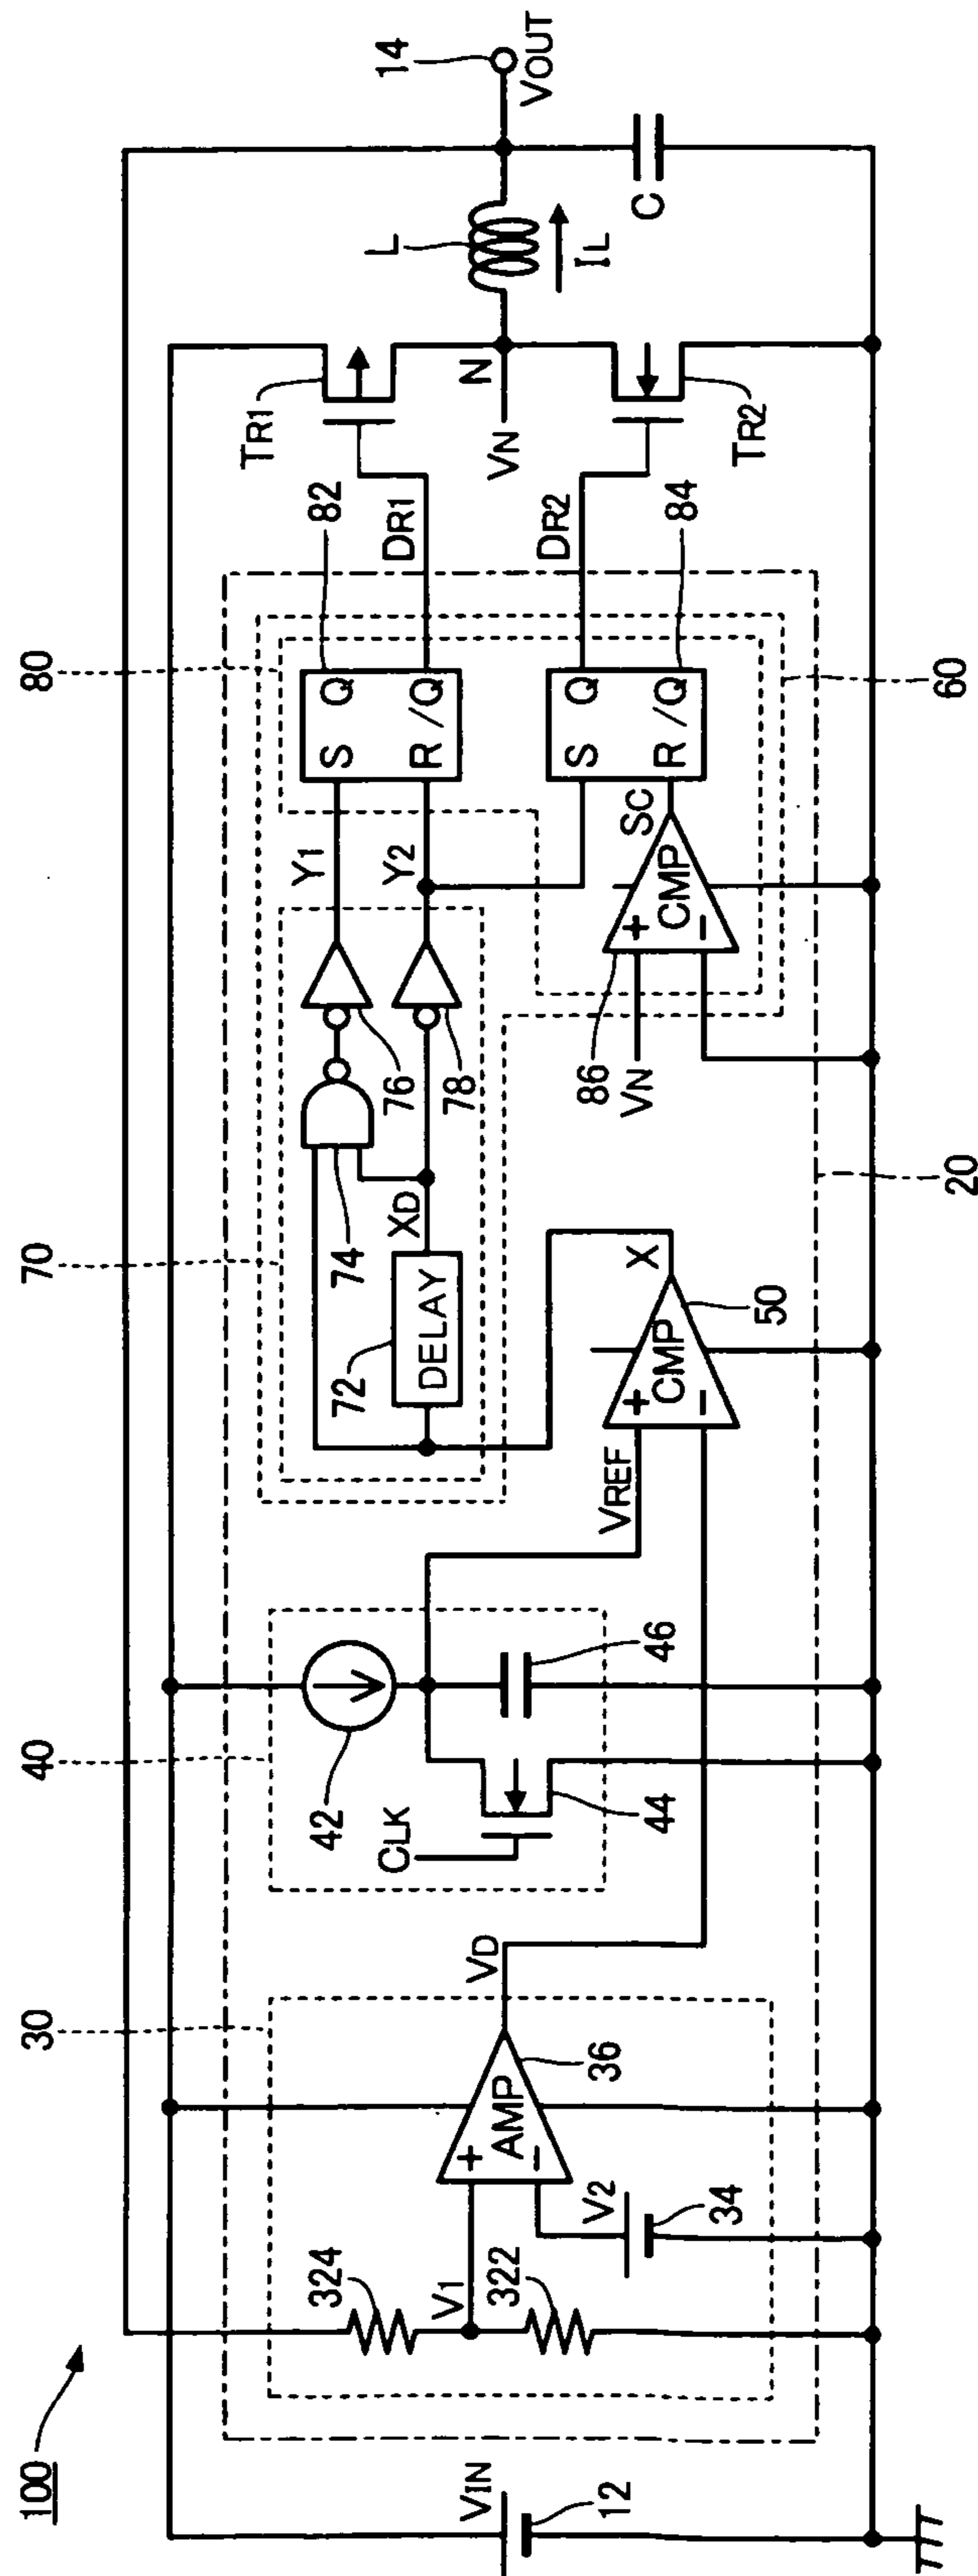 100
VIN
12
30
324
V1
322
V2
34
+
−
AMP
36
VD
40
42
CLK
44
46
VREF
+
−
CMP
50
X
70
72
DELAY
XD
74
76
78
Y1
Y2
80
S
Q
R
/Q
82
DR1
86
VN
+
−
CMP
SC
S
Q
R
/Q
84
DR2
60
20
TR1
TR2
N
VN
L
IL
C
14
VOUT